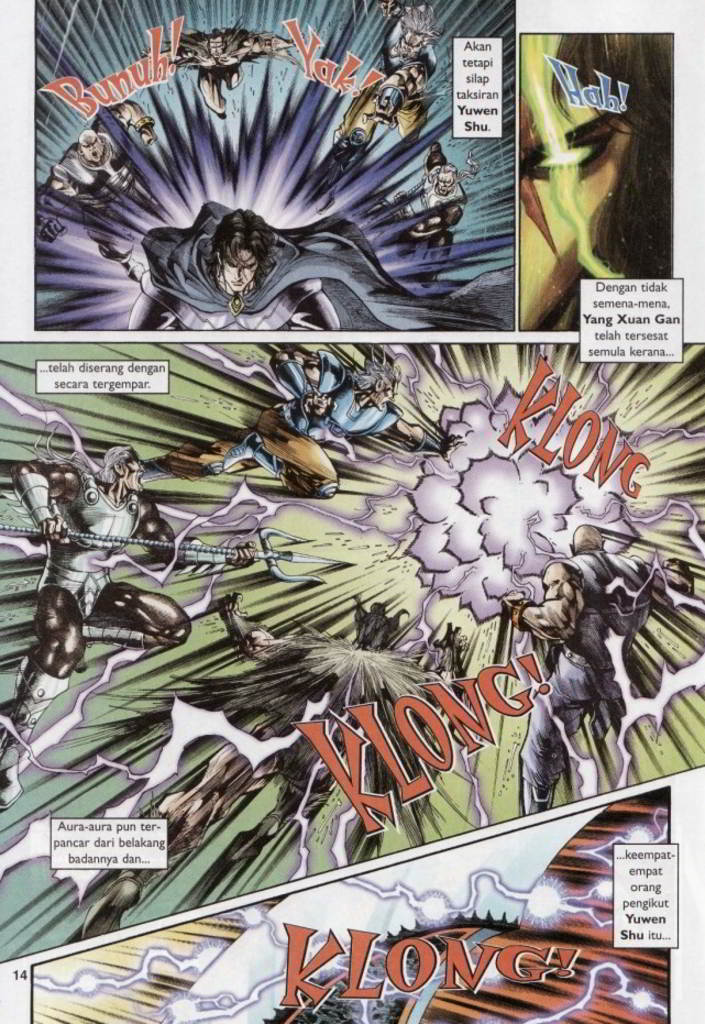 Bunuh!
Yak!
Akan
tetapi
silap
taksiran
Yuwen
Shu.
Hah!
Dengan tidak
semena-mena,
Yang Xuan Gan
telah tersesat
semula kerana...
...telah diserang dengan
secara tergempar.
KLONG
KLONG!
Aura-aura pun ter-
pancar dari belakang
badannya dan...
...keempat-
empat
orang
pengikut
Yuwen
Shu itu...
KLONG!
14